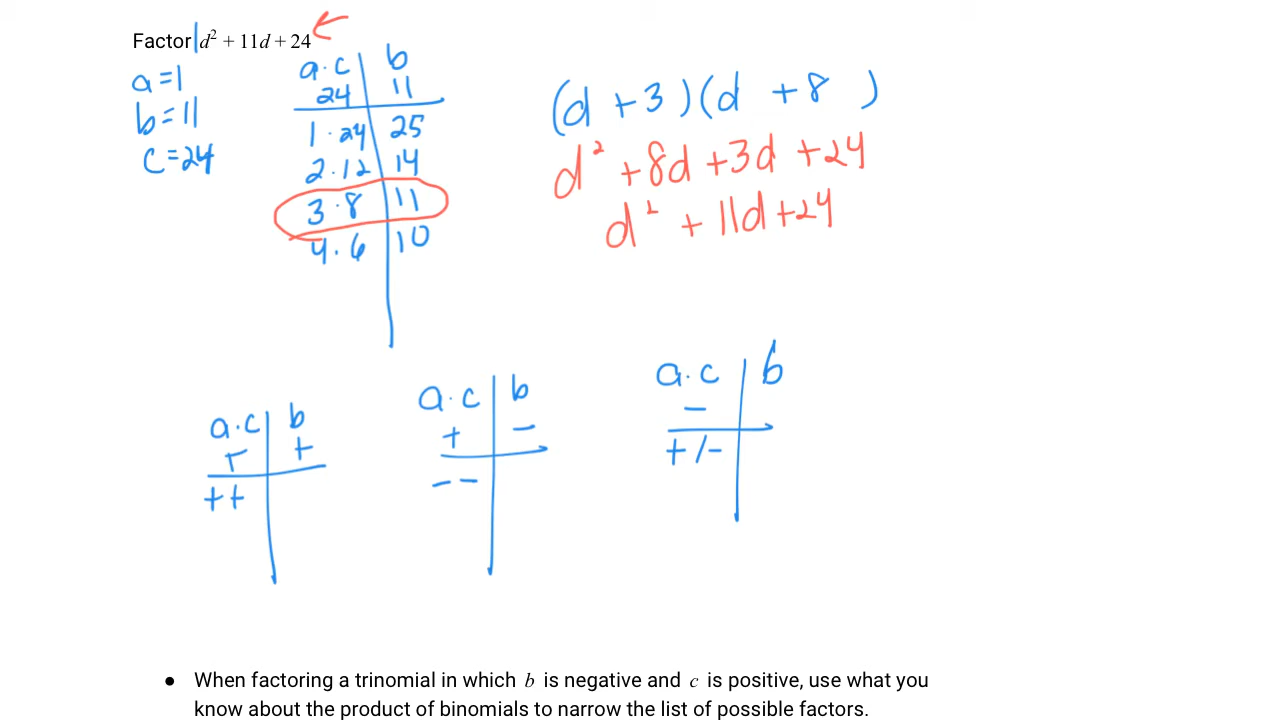 Factor d² + 11d + 24
a=1
b=11
c=24
a·c | b
24 | 11
1·24 | 25
2·12 | 14
3·8 | 11
4·6 | 10
(d +3)(d +8)
d² +8d +3d +24
d² + 11d +24
a·c | b
+ | +
++
a·c | b
+ | −
− −
a·c | b
−
+/−
● When factoring a trinomial in which b is negative and c is positive, use what you
know about the product of binomials to narrow the list of possible factors.